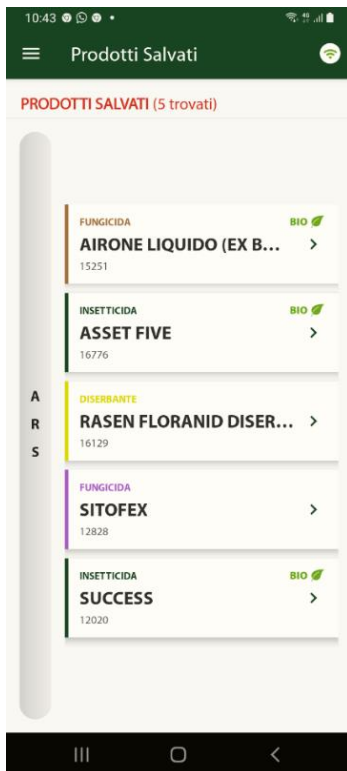 10:43
Prodotti Salvati
PRODOTTI SALVATI (5 trovati)
FUNGICIDA BIO
AIRONE LIQUIDO (EX B...
15251
INSETTICIDA BIO
ASSET FIVE
16776
DISERBANTE
RASEN FLORANID DISER...
16129
FUNGICIDA
SITOFEX
12828
INSETTICIDA BIO
SUCCESS
12020
A
R
S